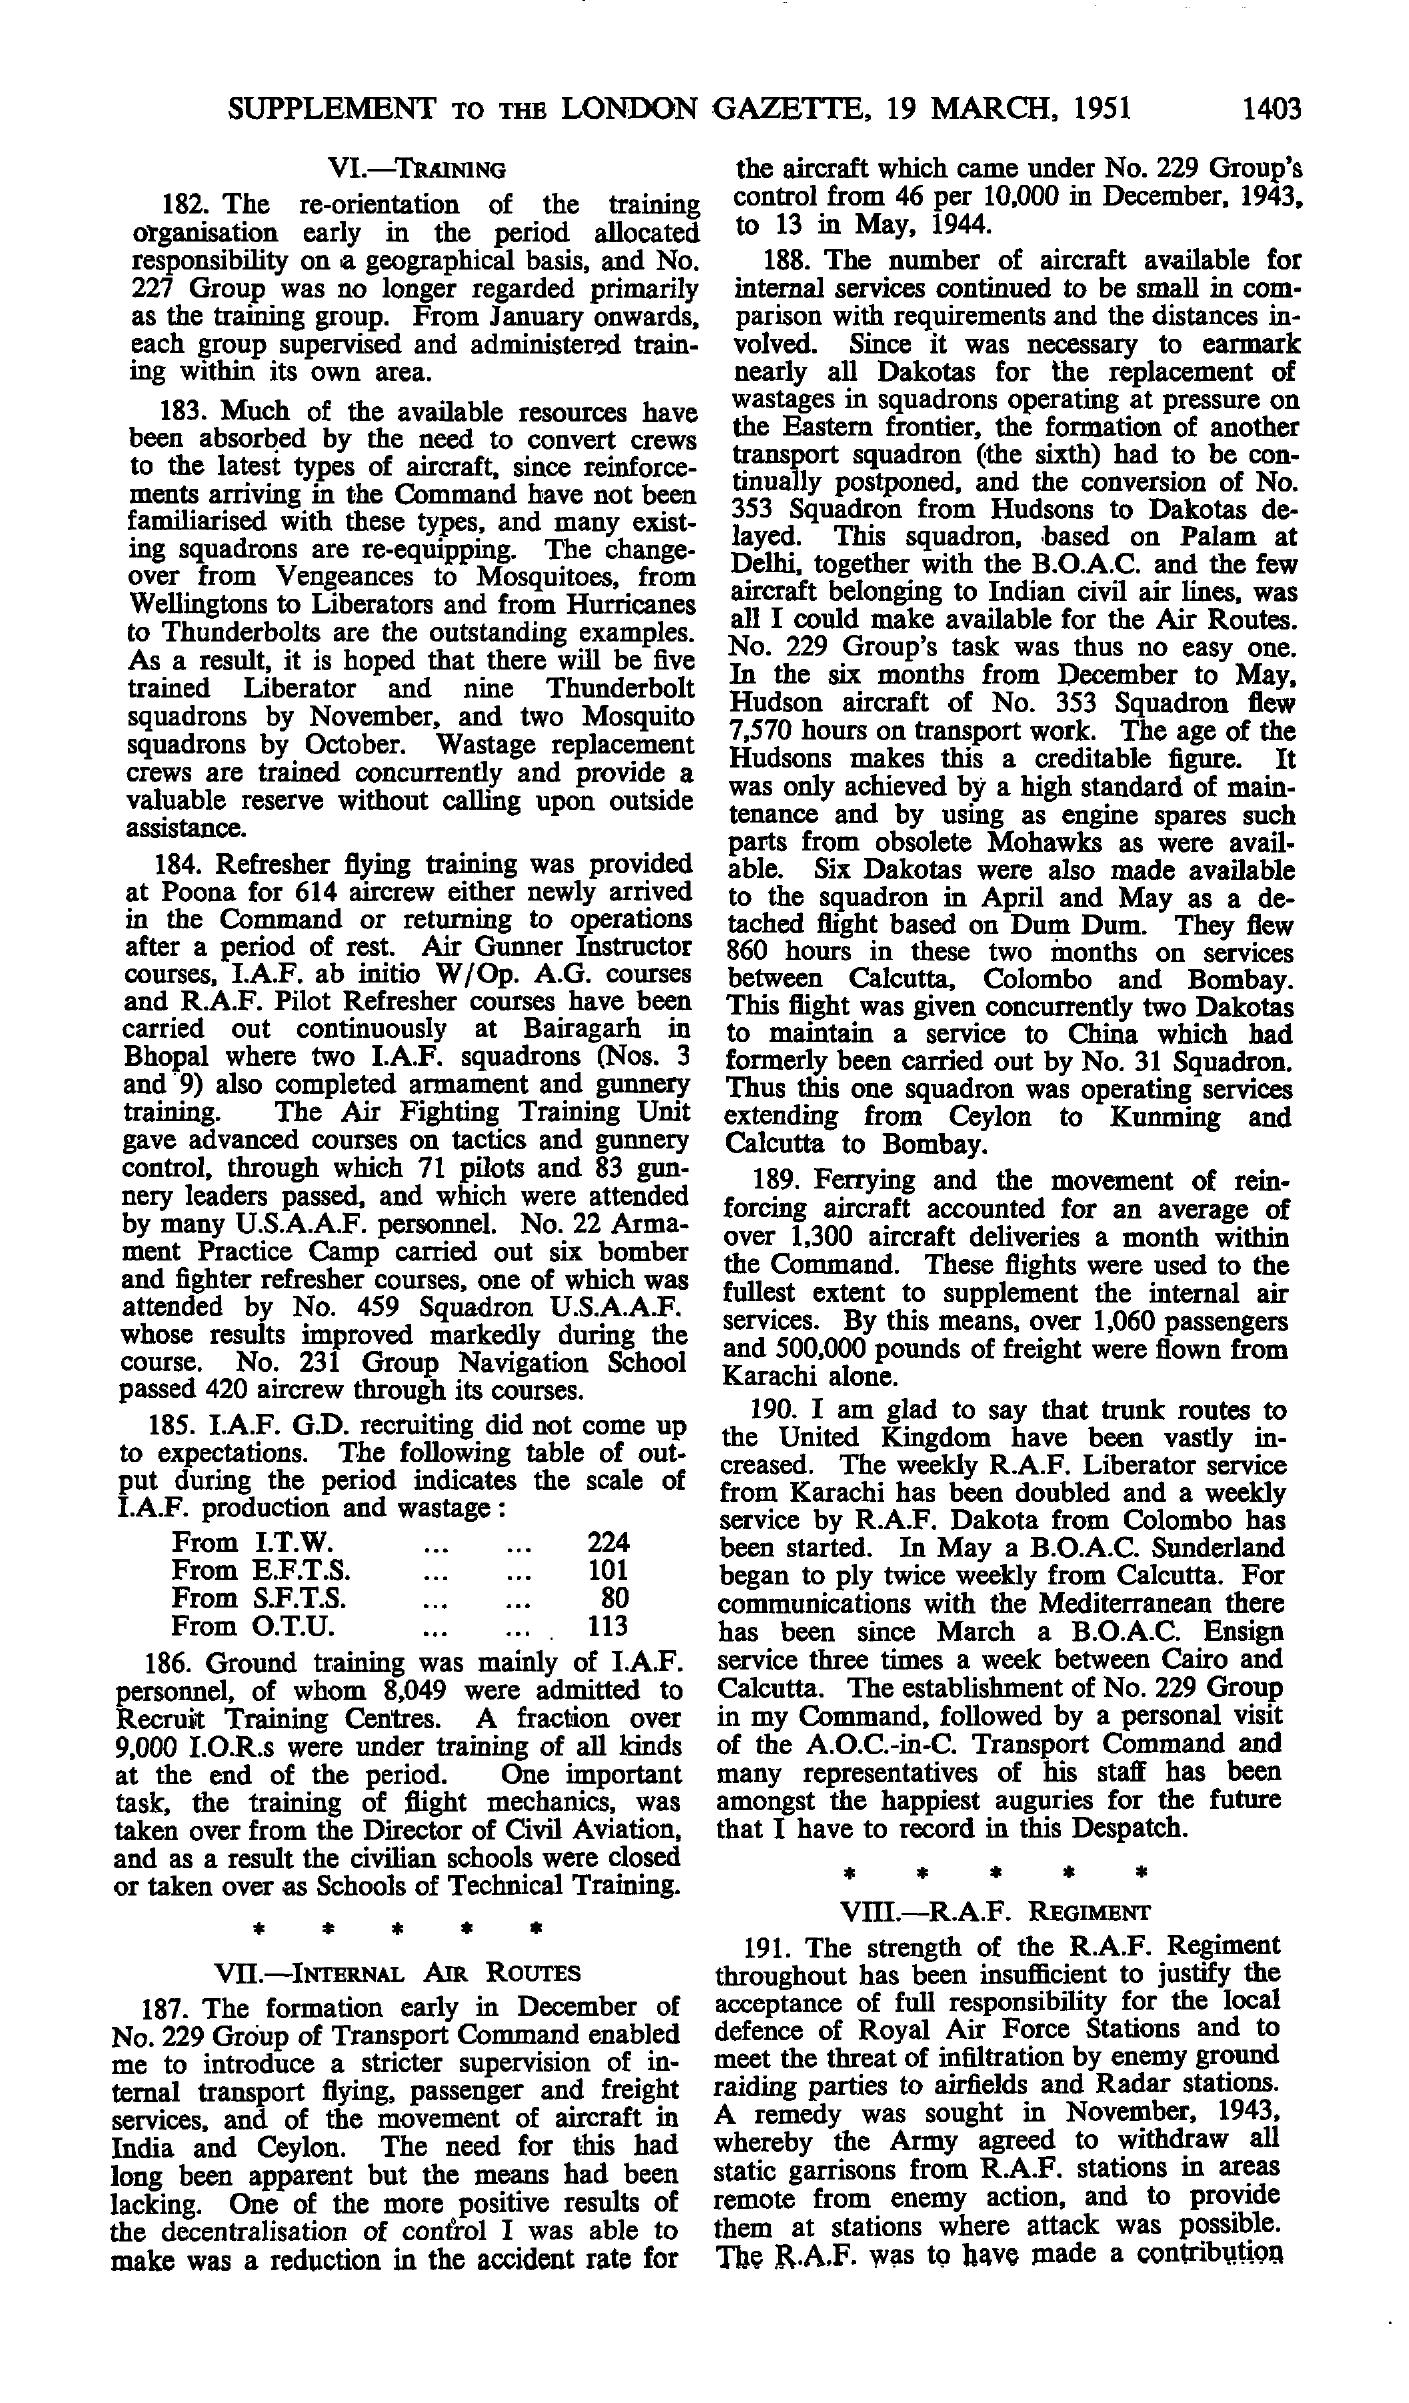 SUPPLEMENT TO THE LONDON GAZETTE, 19 MARCH, 1951 1403
VI.—TRAINING
182. The re-orientation of the training
organisation early in the period allocated
responsibility on a geographical basis, and No.
227 Group was no longer regarded primarily
as the training group. From January onwards,
each group supervised and administered train-
ing within its own area.
183. Much of the available resources have
been absorbed by the need to convert crews
to the latest types of aircraft, since reinforce-
ments arriving in the Command have not been
familiarised with these types, and many exist-
ing squadrons are re-equipping. The change-
over from Vengeances to Mosquitoes, from
Wellingtons to Liberators and from Hurricanes
to Thunderbolts are the outstanding examples.
As a result, it is hoped that there will be five
trained Liberator and nine Thunderbolt
squadrons by November, and two Mosquito
squadrons by October. Wastage replacement
crews are trained concurrently and provide a
valuable reserve without calling upon outside
assistance.
184. Refresher flying training was provided
at Poona for 614 aircrew either newly arrived
in the Command or returning to operations
after a period of rest. Air Gunner Instructor
courses, I.A.F. ab initio W/Op. A.G. courses
and R.A.F. Pilot Refresher courses have been
carried out continuously at Bairagarh in
Bhopal where two I.A.F. squadrons (Nos. 3
and 9) also completed armament and gunnery
training. The Air Fighting Training Unit
gave advanced courses on tactics and gunnery
control, through which 71 pilots and 83 gun-
nery leaders passed, and which were attended
by many U.S.A.A.F. personnel. No. 22 Arma-
ment Practice Camp carried out six bomber
and fighter refresher courses, one of which was
attended by No. 459 Squadron U.S.A.A.F.
whose results improved markedly during the
course. No. 231 Group Navigation School
passed 420 aircrew through its courses.
185. I.A.F. G.D. recruiting did not come up
to expectations. The following table of out-
put during the period indicates the scale of
I.A.F. production and wastage:
From I.T.W. ... ... 224
From E.F.T.S. ... ... 101
From S.F.T.S. ... ... 80
From O.T.U. ... ... 113
186. Ground training was mainly of I.A.F.
personnel, of whom 8,049 were admitted to
Recruit Training Centres. A fraction over
9,000 I.O.R.s were under training of all kinds
at the end of the period. One important
task, the training of flight mechanics, was
taken over from the Director of Civil Aviation,
and as a result the civilian schools were closed
or taken over as Schools of Technical Training.
* * * * *
VII.—INTERNAL AIR ROUTES
187. The formation early in December of
No. 229 Group of Transport Command enabled
me to introduce a stricter supervision of in-
ternal transport flying, passenger and freight
services, and of the movement of aircraft in
India and Ceylon. The need for this had
long been apparent but the means had been
lacking. One of the more positive results of
the decentralisation of control I was able to
make was a reduction in the accident rate for
the aircraft which came under No. 229 Group's
control from 46 per 10,000 in December, 1943,
to 13 in May, 1944.
188. The number of aircraft available for
internal services continued to be small in com-
parison with requirements and the distances in-
volved. Since it was necessary to earmark
nearly all Dakotas for the replacement of
wastages in squadrons operating at pressure on
the Eastern frontier, the formation of another
transport squadron (the sixth) had to be con-
tinually postponed, and the conversion of No.
353 Squadron from Hudsons to Dakotas de-
layed. This squadron, based on Palam at
Delhi, together with the B.O.A.C. and the few
aircraft belonging to Indian civil air lines, was
all I could make available for the Air Routes.
No. 229 Group's task was thus no easy one.
In the six months from December to May,
Hudson aircraft of No. 353 Squadron flew
7,570 hours on transport work. The age of the
Hudsons makes this a creditable figure. It
was only achieved by a high standard of main-
tenance and by using as engine spares such
parts from obsolete Mohawks as were avail-
able. Six Dakotas were also made available
to the squadron in April and May as a de-
tached flight based on Dum Dum. They flew
860 hours in these two months on services
between Calcutta, Colombo and Bombay.
This flight was given concurrently two Dakotas
to maintain a service to China which had
formerly been carried out by No. 31 Squadron.
Thus this one squadron was operating services
extending from Ceylon to Kunming and
Calcutta to Bombay.
189. Ferrying and the movement of rein-
forcing aircraft accounted for an average of
over 1,300 aircraft deliveries a month within
the Command. These flights were used to the
fullest extent to supplement the internal air
services. By this means, over 1,060 passengers
and 500,000 pounds of freight were flown from
Karachi alone.
190. I am glad to say that trunk routes to
the United Kingdom have been vastly in-
creased. The weekly R.A.F. Liberator service
from Karachi has been doubled and a weekly
service by R.A.F. Dakota from Colombo has
been started. In May a B.O.A.C. Sunderland
began to ply twice weekly from Calcutta. For
communications with the Mediterranean there
has been since March a B.O.A.C. Ensign
service three times a week between Cairo and
Calcutta. The establishment of No. 229 Group
in my Command, followed by a personal visit
of the A.O.C.-in-C. Transport Command and
many representatives of his staff has been
amongst the happiest auguries for the future
that I have to record in this Despatch.
* * * * *
VIII.—R.A.F. REGIMENT
191. The strength of the R.A.F. Regiment
throughout has been insufficient to justify the
acceptance of full responsibility for the local
defence of Royal Air Force Stations and to
meet the threat of infiltration by enemy ground
raiding parties to airfields and Radar stations.
A remedy was sought in November, 1943,
whereby the Army agreed to withdraw all
static garrisons from R.A.F. stations in areas
remote from enemy action, and to provide
them at stations where attack was possible.
The R.A.F. was to have made a contribution